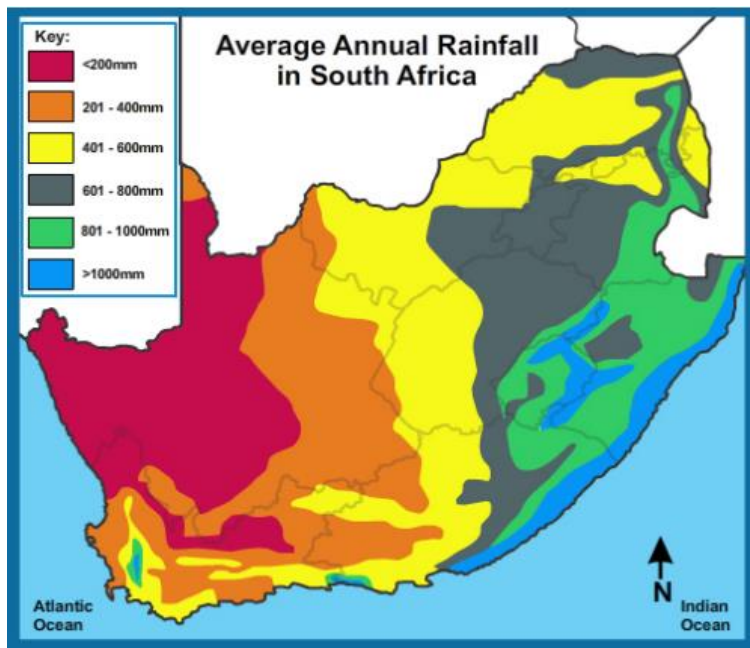 Key:
<200mm
201 - 400mm
401 - 600mm
601 - 800mm
801 - 1000mm
>1000mm
Average Annual Rainfall
in South Africa
Atlantic
Ocean
N
Indian
Ocean